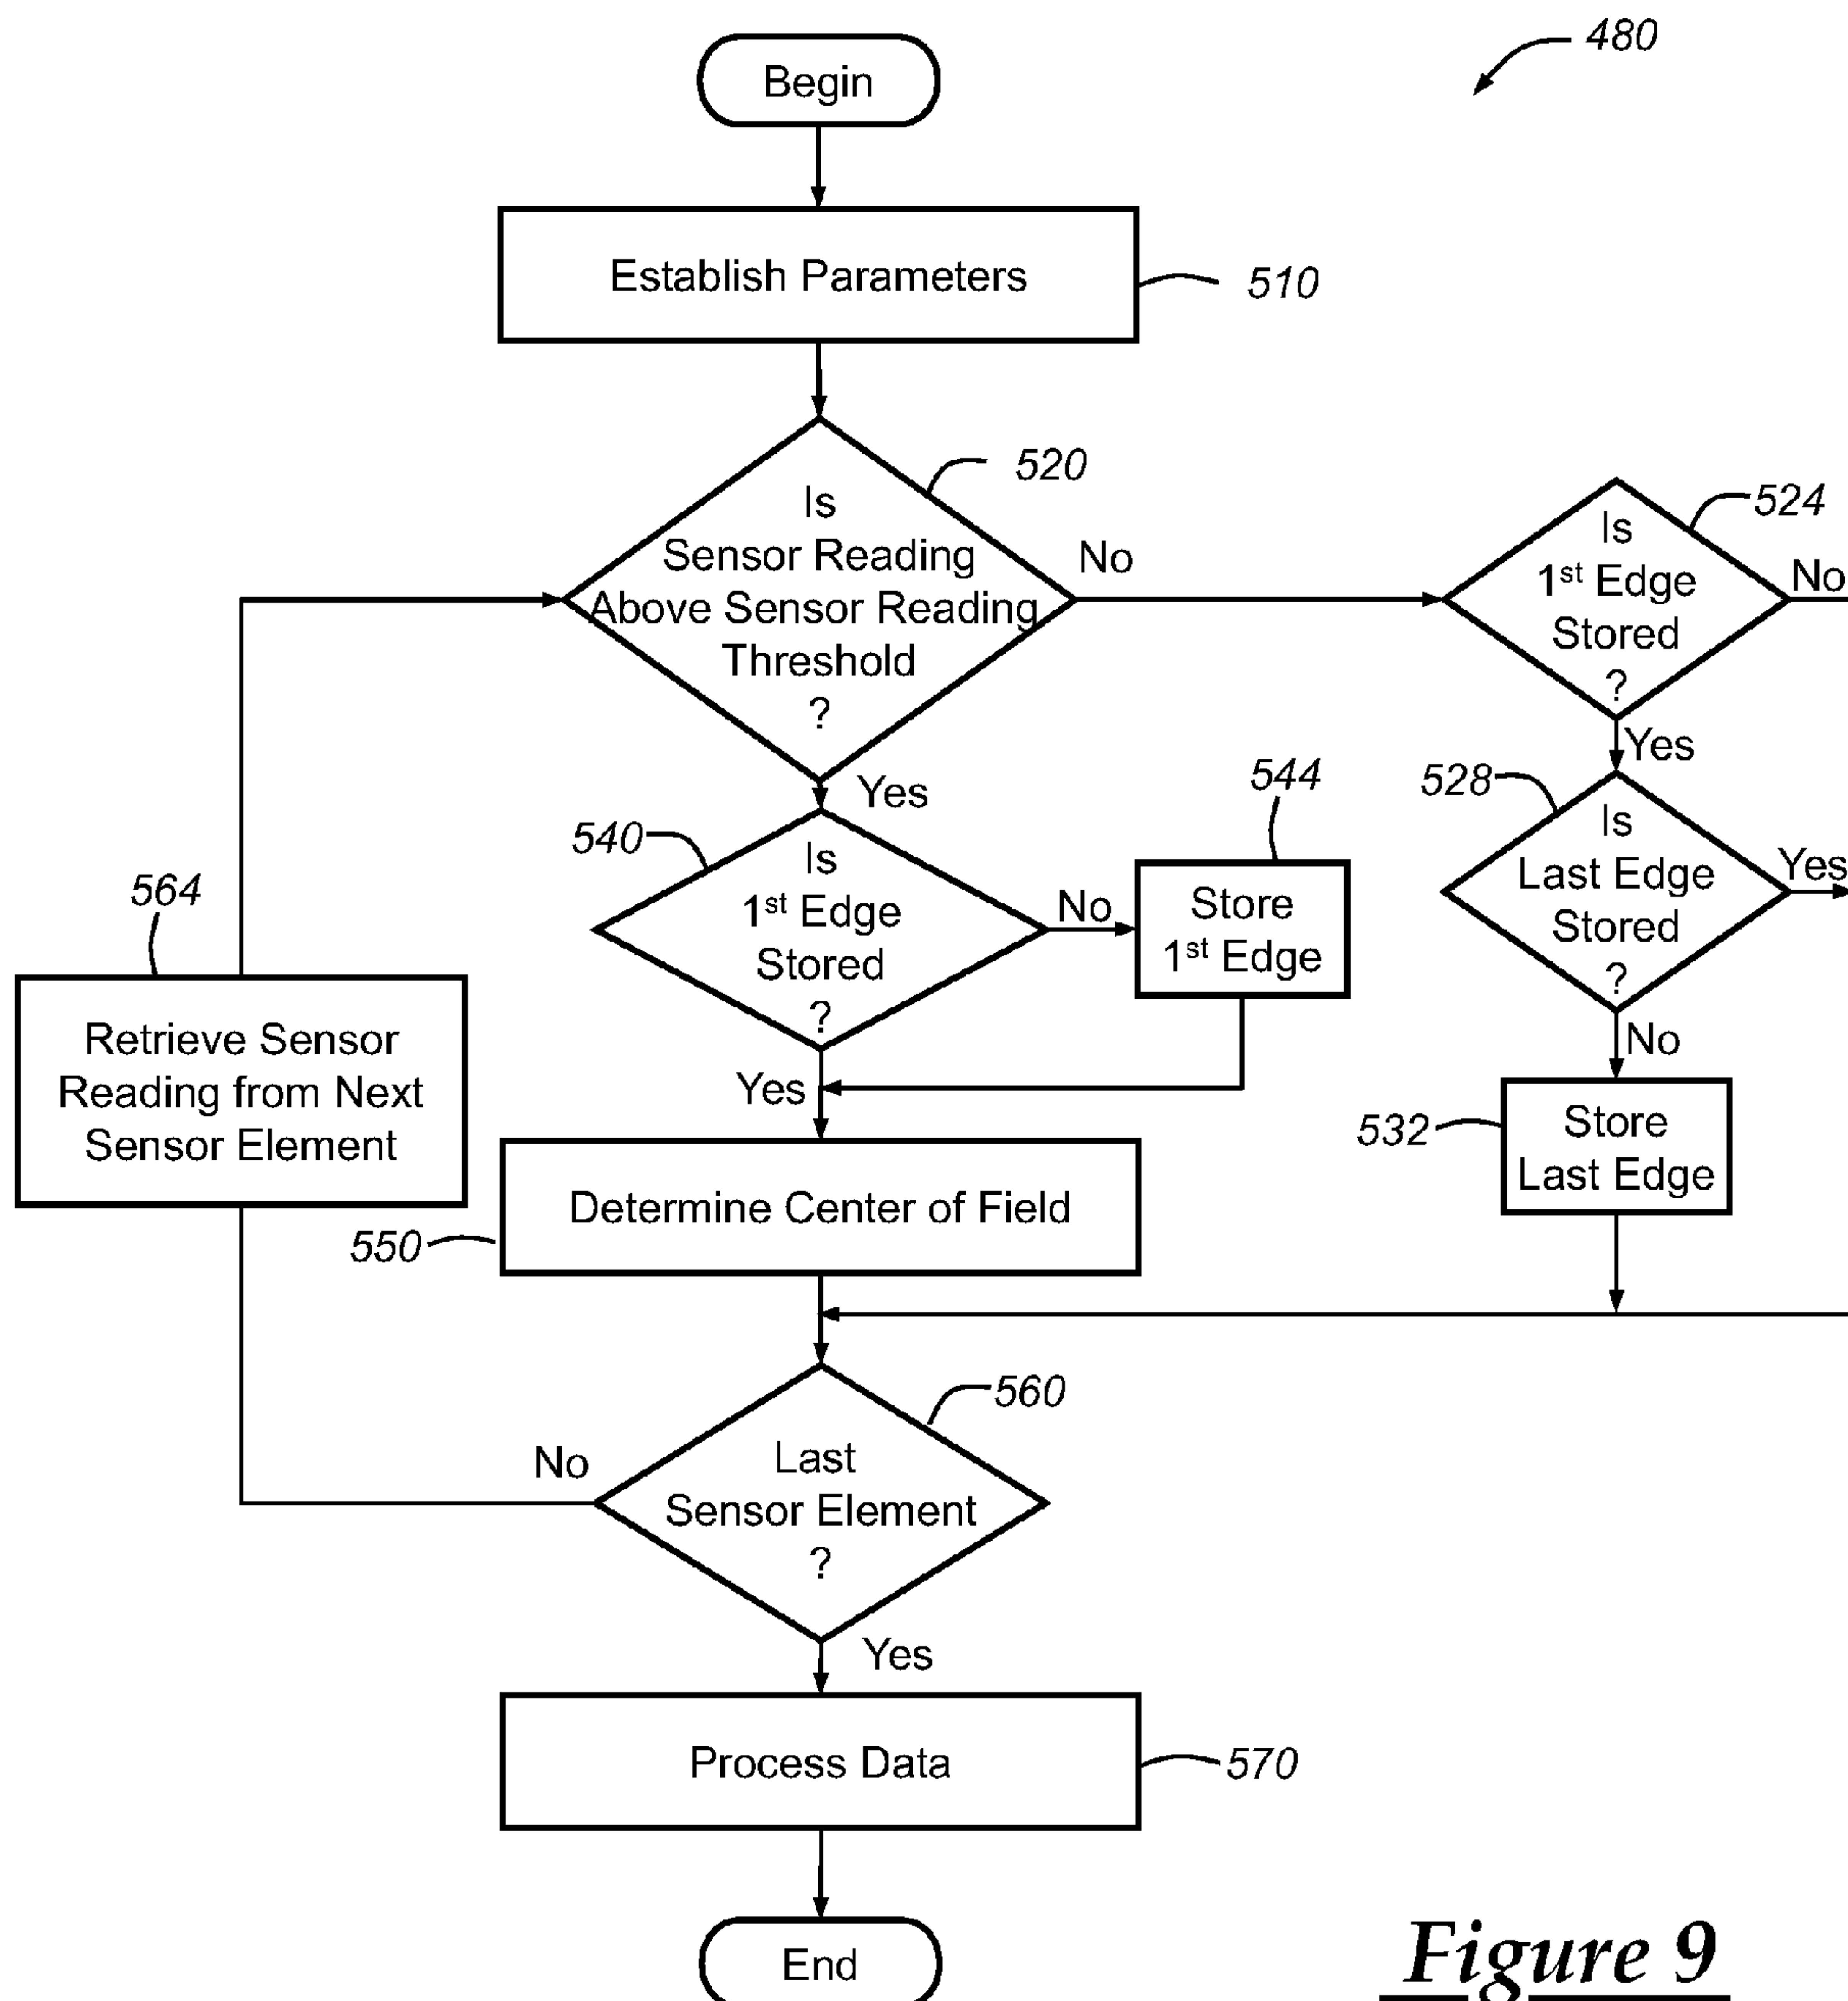 480
Begin
Establish Parameters
510
520
Is
Sensor Reading
Above Sensor Reading
Threshold
?
No
524
Is
1st Edge
Stored
?
No
Yes
Yes
544
528
Is
Last Edge
Stored
?
Yes
540
Is
1st Edge
Stored
?
No
Store
1st Edge
564
Retrieve Sensor
Reading from Next
Sensor Element
Yes
No
532
Store
Last Edge
Determine Center of Field
550
560
No
Last
Sensor Element
?
Yes
Process Data
570
End
Figure 9